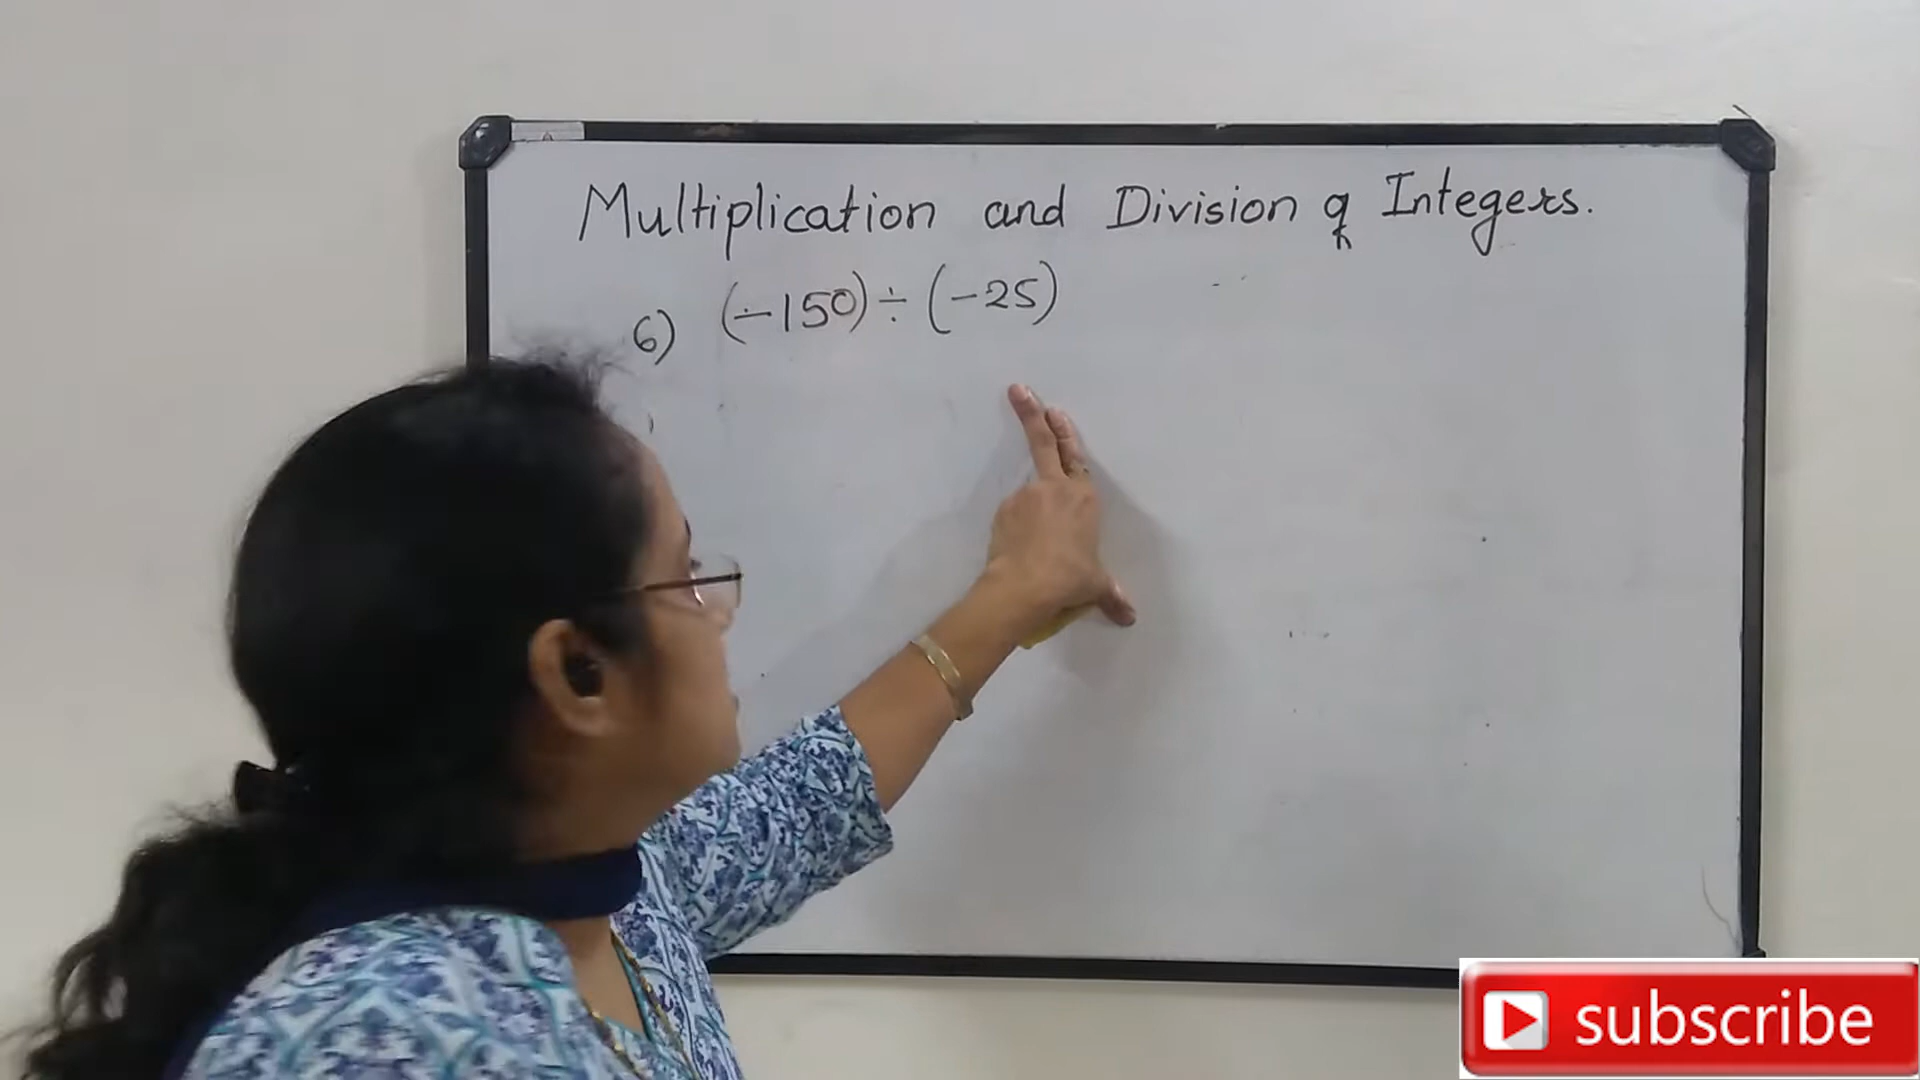 Multiplication and Division of Integers.
6) (-150) ÷ (-25)
subscribe